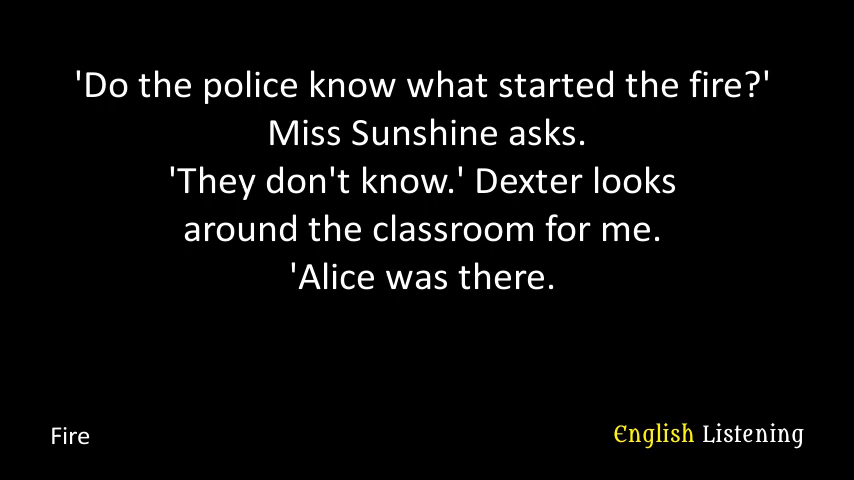 'Do the police know what started the fire?'
Miss Sunshine asks.
'They don't know.' Dexter looks
around the classroom for me.
'Alice was there.
Fire
English Listening